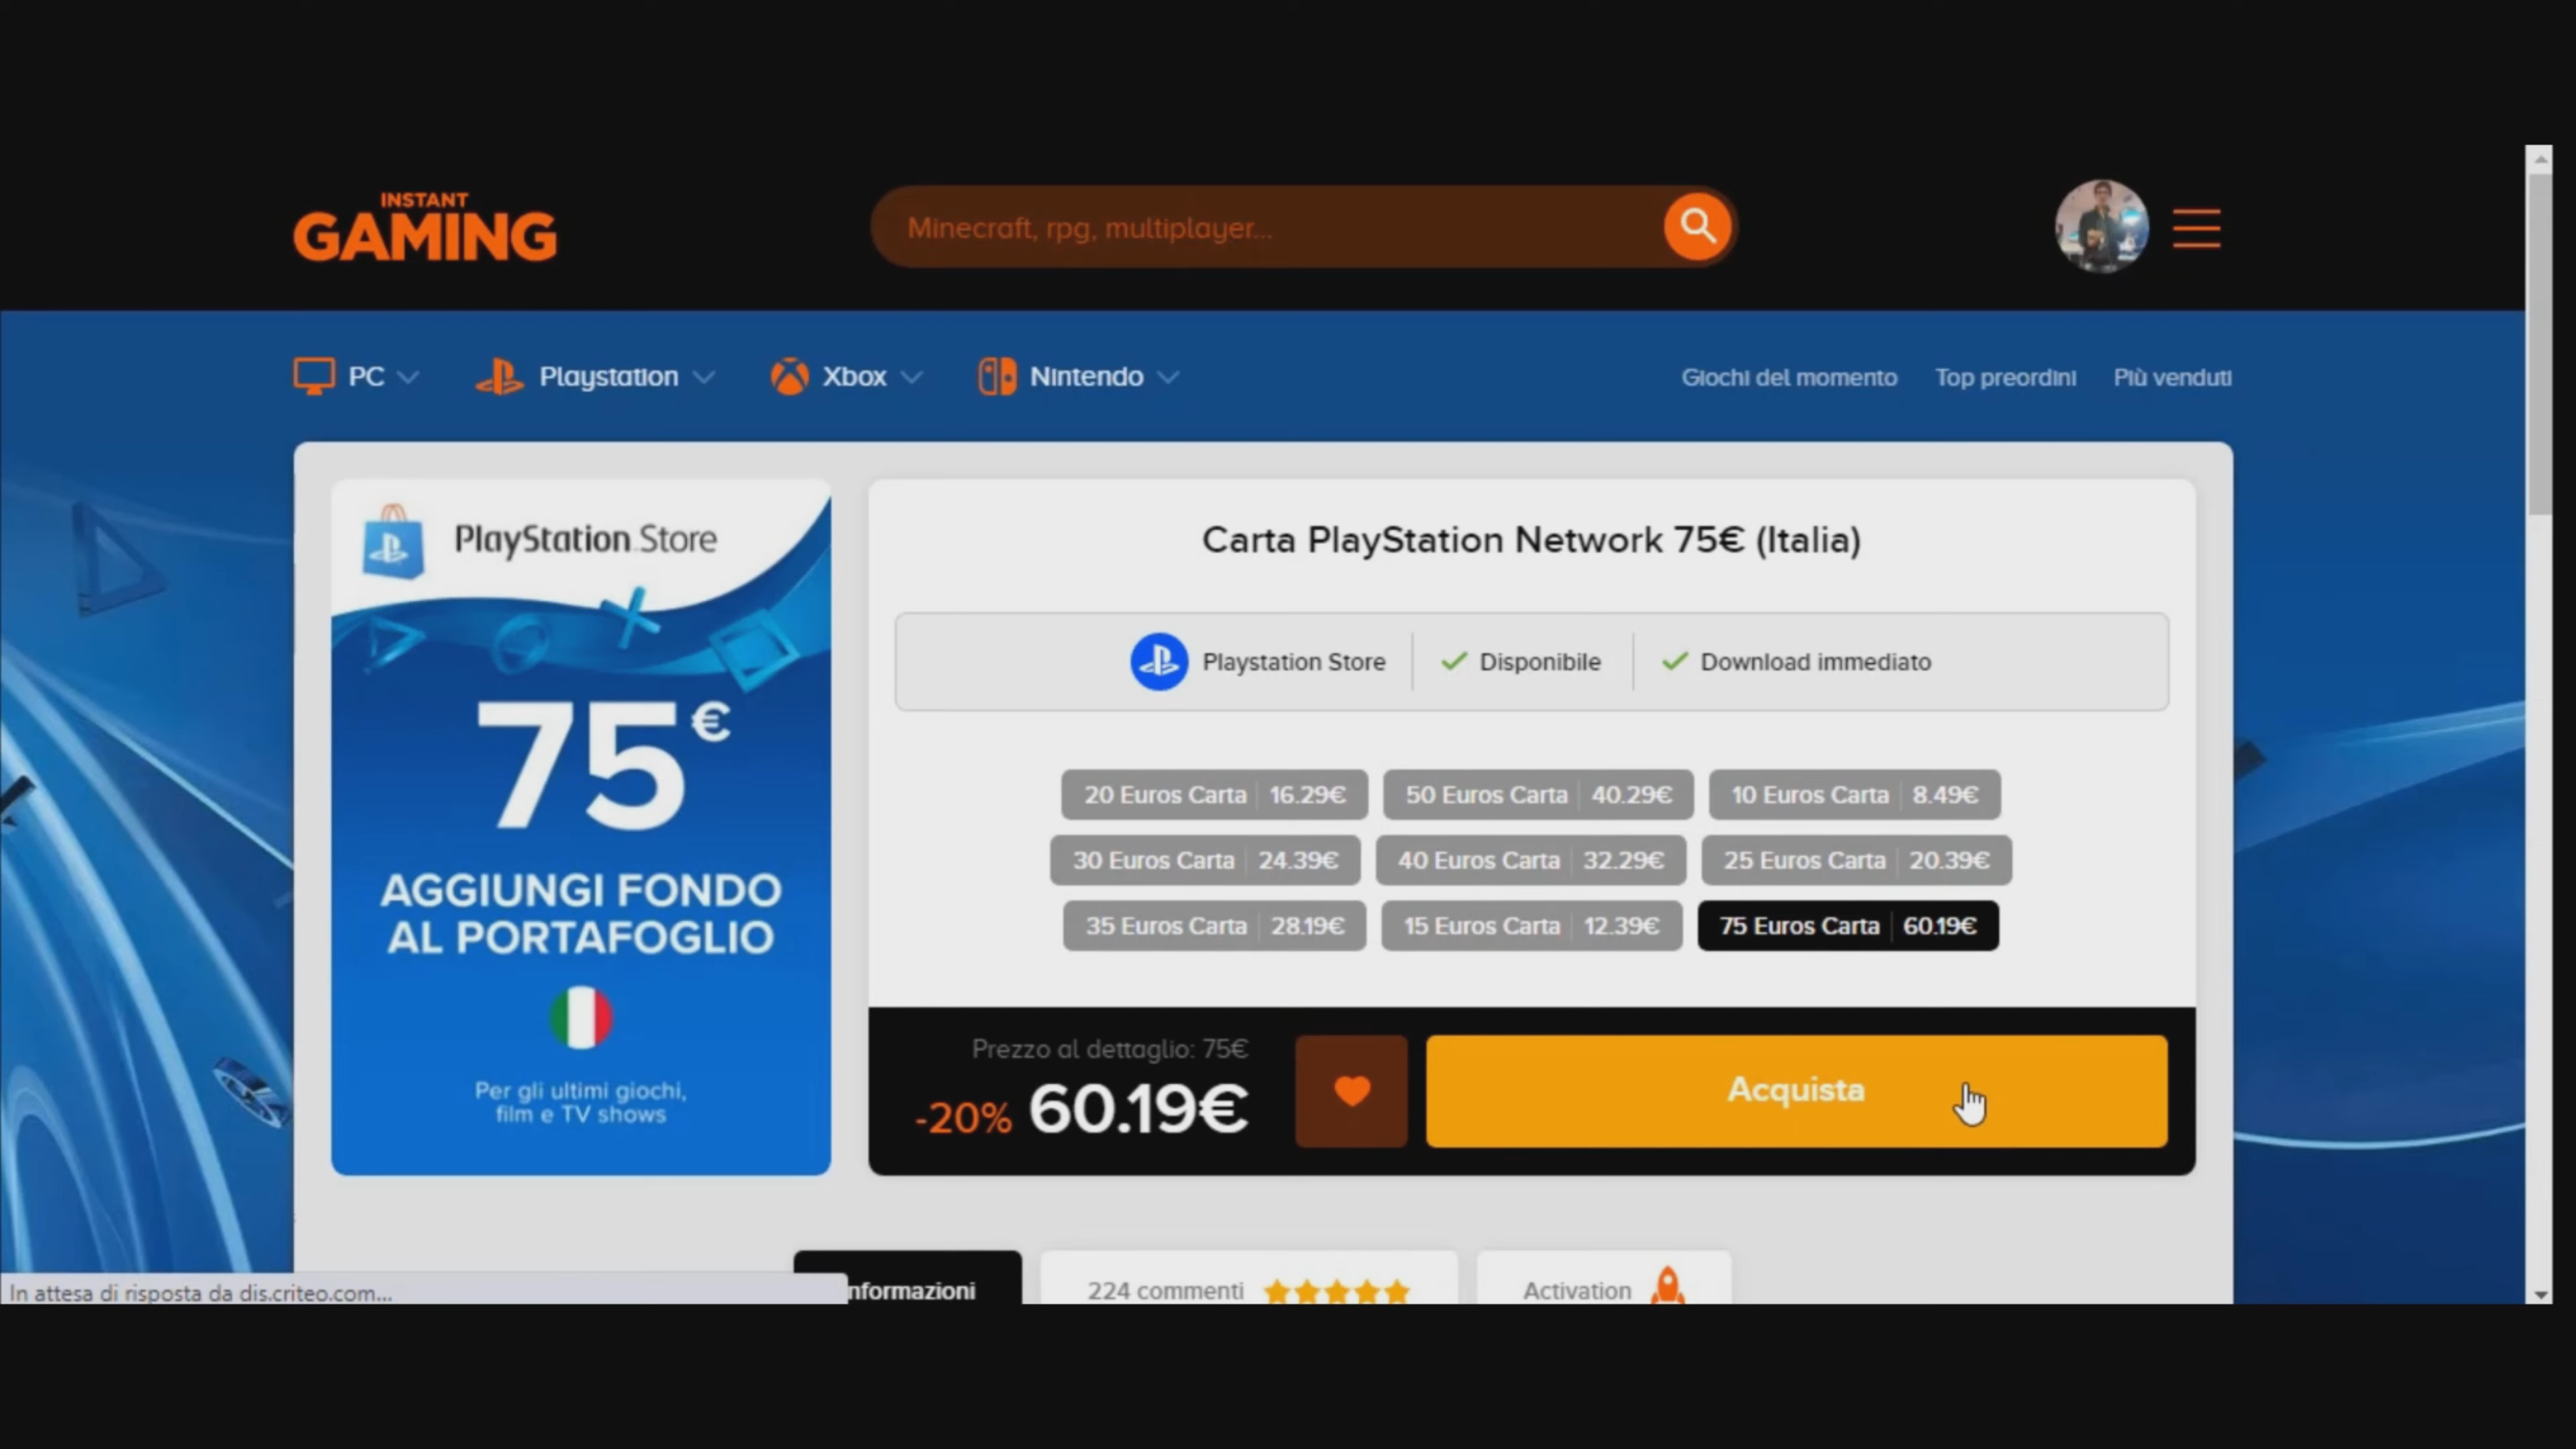 INSTANT
GAMING
Minecraft, rpg, multiplayer...
PC
Playstation
Xbox
Nintendo
Giochi del momento
Top preordini
Più venduti
PlayStation Store
75€
AGGIUNGI FONDO
AL PORTAFOGLIO
Per gli ultimi giochi,
film e TV shows
Carta PlayStation Network 75€ (Italia)
Playstation Store
Disponibile
Download immediato
20 Euros Carta 16.29€
50 Euros Carta 40.29€
10 Euros Carta 8.49€
30 Euros Carta 24.39€
40 Euros Carta 32.29€
25 Euros Carta 20.39€
35 Euros Carta 28.19€
15 Euros Carta 12.39€
75 Euros Carta 60.19€
Prezzo al dettaglio: 75€
-20% 60.19€
Acquista
nformazioni
224 commenti
Activation
In attesa di risposta da dis.criteo.com...